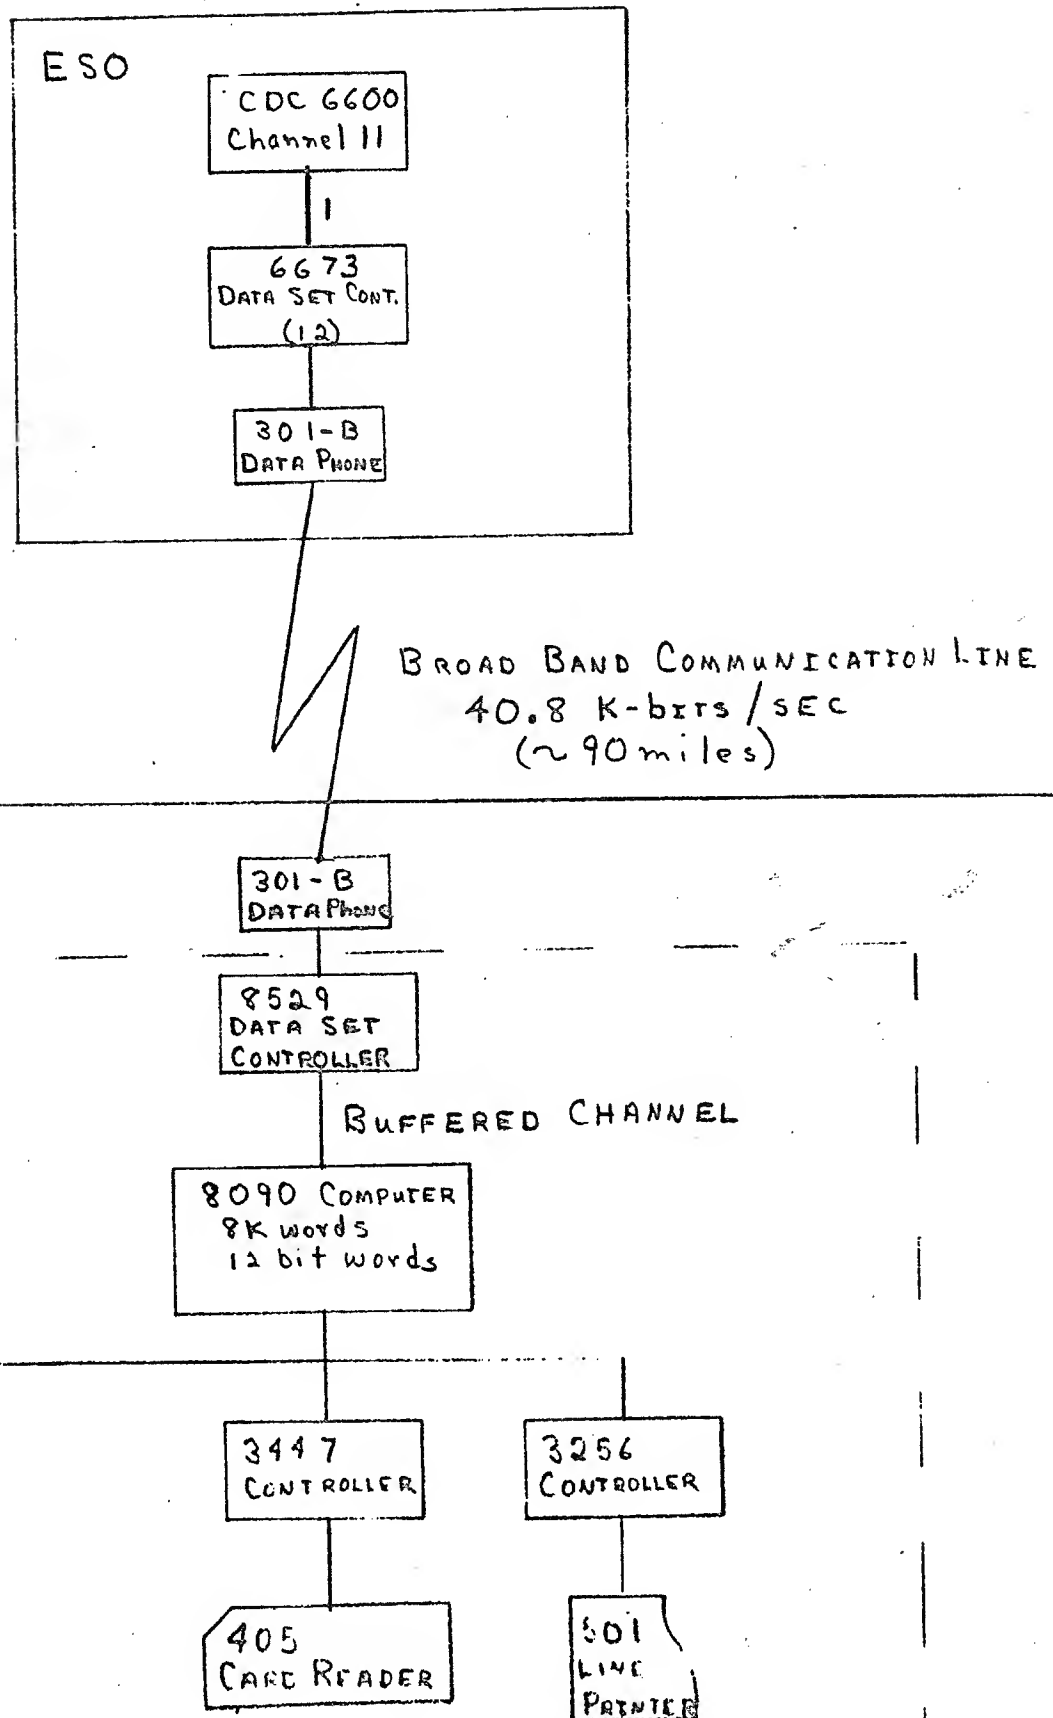 ESO
CDC 6600
Channel 11
1
6673
DATA SET CONT.
(12)
301-B
DATA PHONE
BROAD BAND COMMUNICATION LINE
40.8 K-bits/SEC
(~90 miles)
301-B
DATA Phone
8529
DATA SET
CONTROLLER
BUFFERED CHANNEL
8090 COMPUTER
8K words
12 bit words
3447
CONTROLLER
3256
CONTROLLER
405
CARD READER
501
LINE
PRINTER